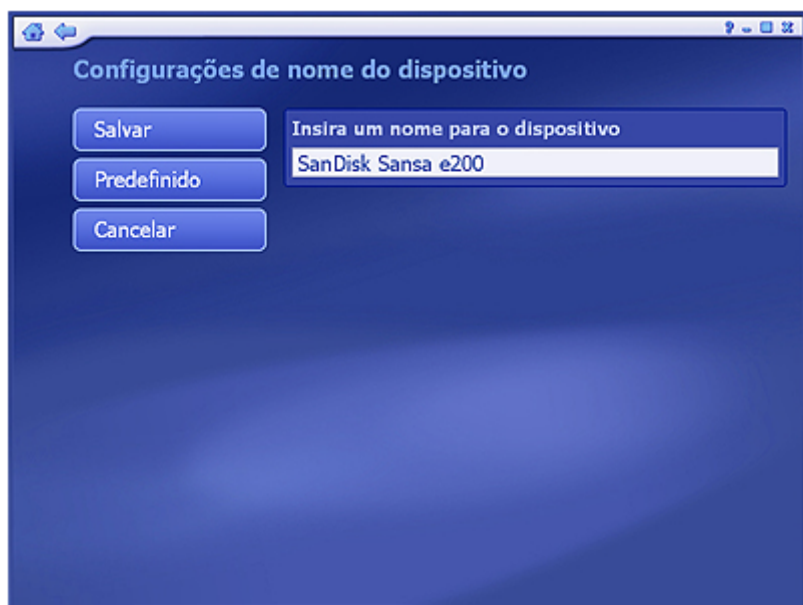 Configurações de nome do dispositivo
Salvar
Predefinido
Cancelar
Insira um nome para o dispositivo
SanDisk Sansa e200